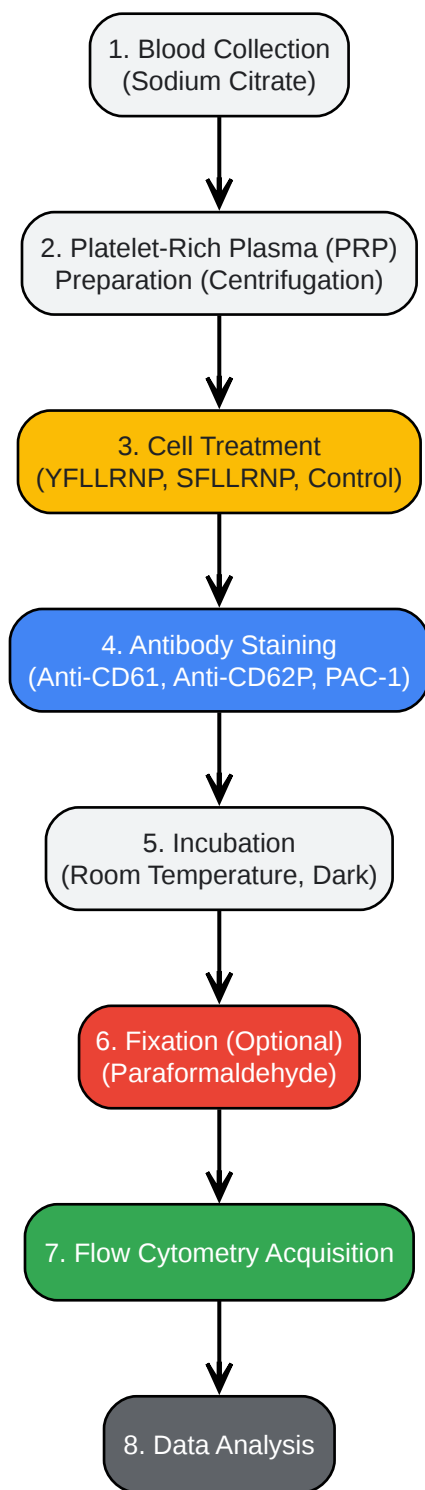 1. Blood Collection
(Sodium Citrate)
2. Platelet-Rich Plasma (PRP)
Preparation (Centrifugation)
3. Cell Treatment
(YFLLRNP, SFLLRNP, Control)
4. Antibody Staining
(Anti-CD61, Anti-CD62P, PAC-1)
5. Incubation
(Room Temperature, Dark)
6. Fixation (Optional)
(Paraformaldehyde)
7. Flow Cytometry Acquisition
8. Data Analysis